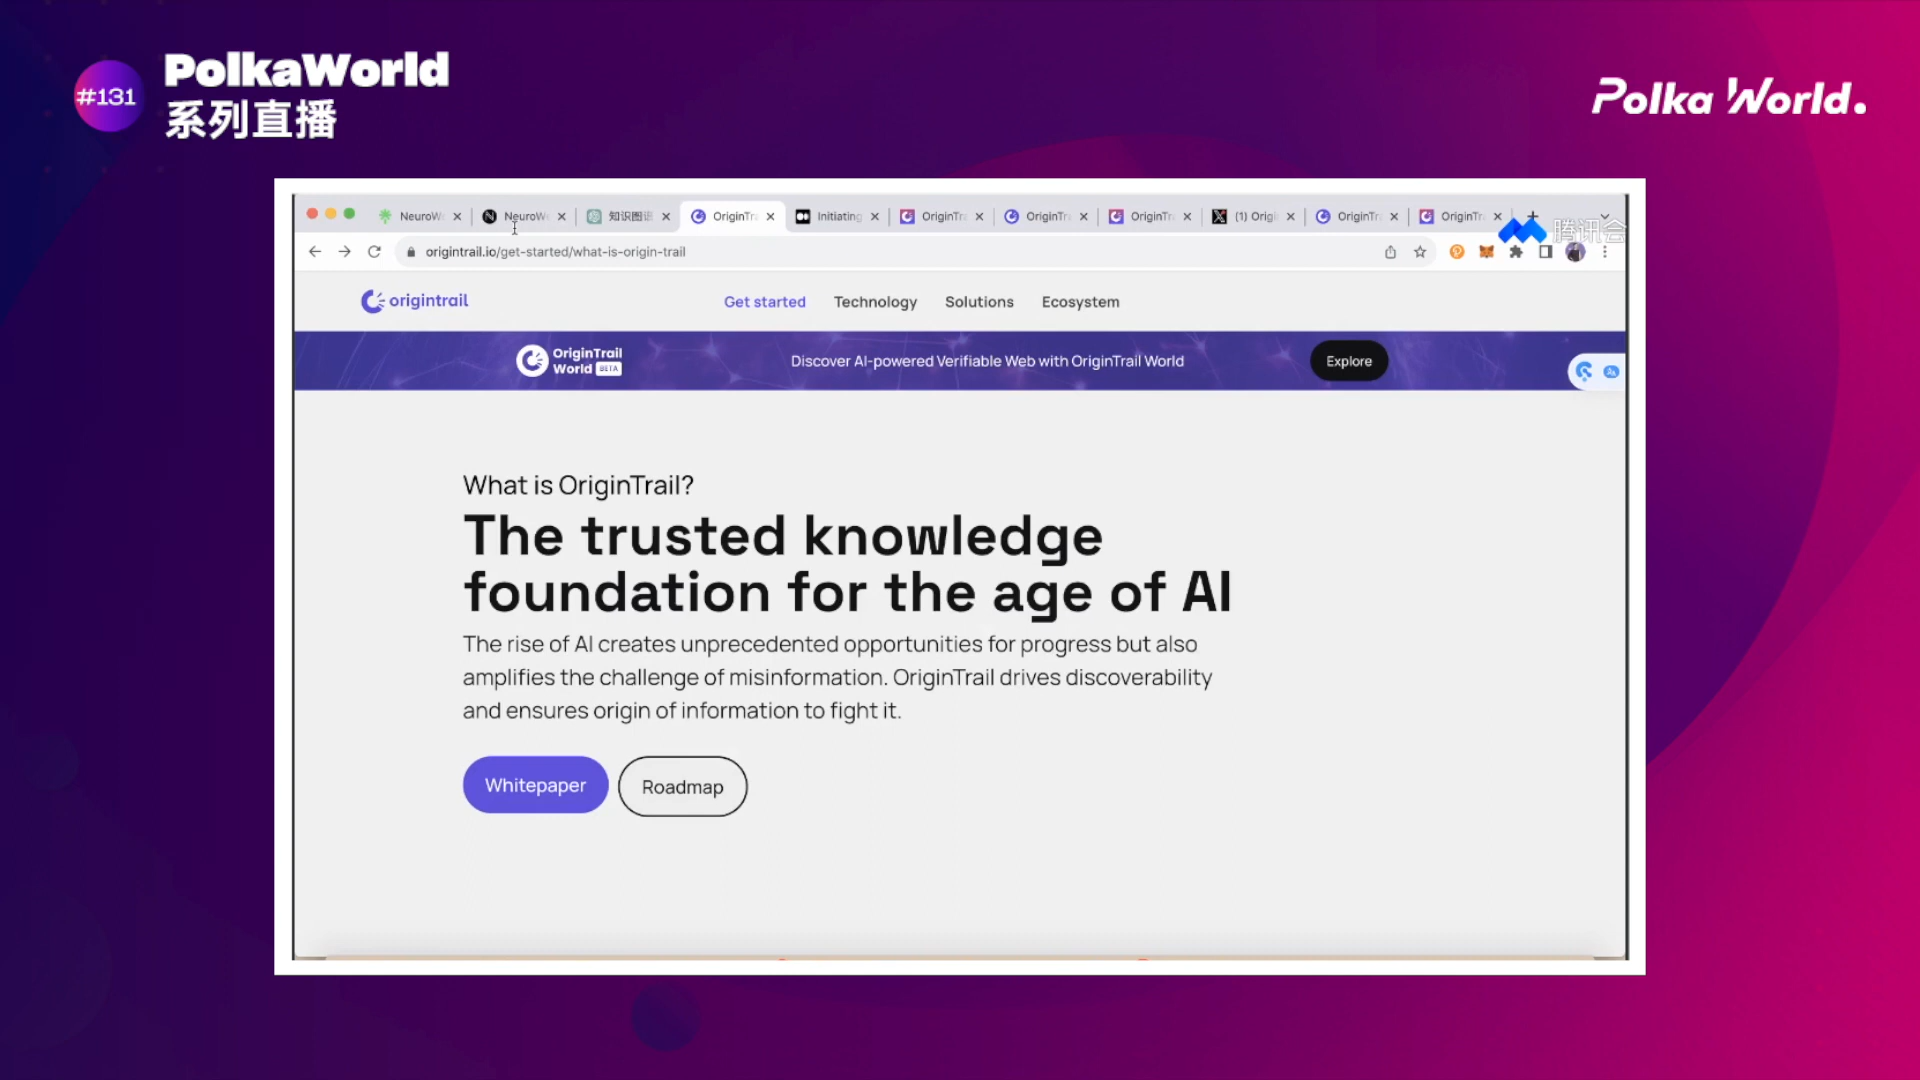 #131
PolkaWorld
系列直播
Polka World.
NeuroW
NeuroW
知识图谱
OriginTra
Initiating
OriginTr
OriginTr
OriginTr
(1) Origi
OriginTr
OriginTr
腾讯会
origintrail.io/get-started/what-is-origin-trail
origintrail
Get started
Technology
Solutions
Ecosystem
OriginTrail
World BETA
Discover AI-powered Verifiable Web with OriginTrail World
Explore
What is OriginTrail?
The trusted knowledge
foundation for the age of AI
The rise of AI creates unprecedented opportunities for progress but also
amplifies the challenge of misinformation. OriginTrail drives discoverability
and ensures origin of information to fight it.
Whitepaper
Roadmap